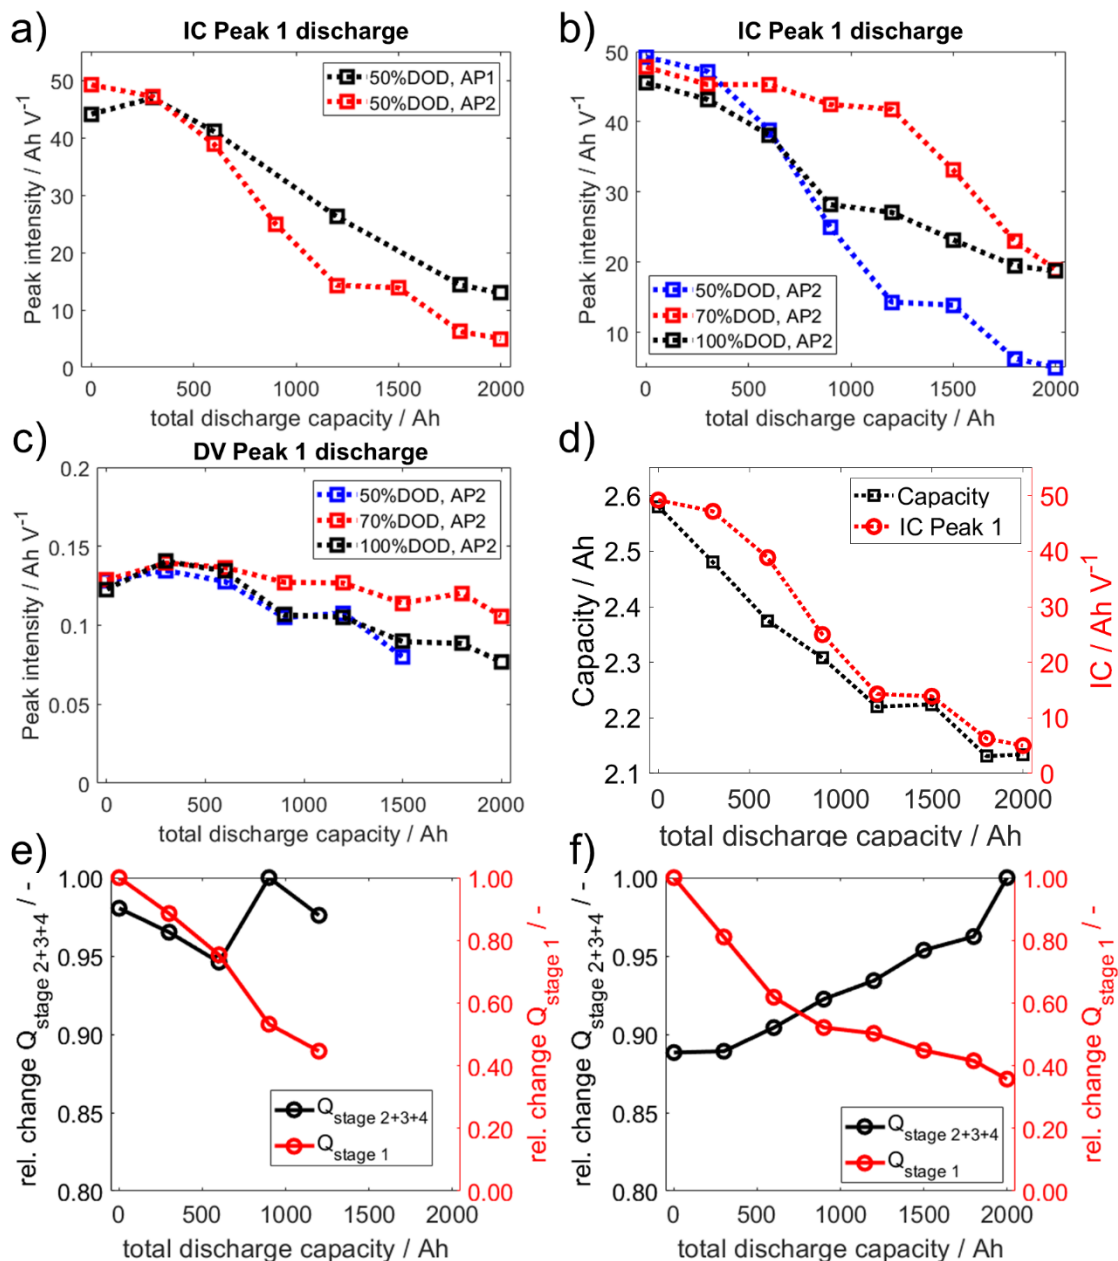 a)
IC Peak 1 discharge
Peak intensity / Ah V⁻¹
50
40
30
20
10
0
50%DOD, AP1
50%DOD, AP2
0 500 1000 1500 2000
total discharge capacity / Ah
b)
IC Peak 1 discharge
Peak intensity / Ah V⁻¹
50
40
30
20
10
50%DOD, AP2
70%DOD, AP2
100%DOD, AP2
0 500 1000 1500 2000
total discharge capacity / Ah
c)
DV Peak 1 discharge
Peak intensity / Ah V⁻¹
0.2
0.15
0.1
0.05
0
50%DOD, AP2
70%DOD, AP2
100%DOD, AP2
0 500 1000 1500 2000
total discharge capacity / Ah
d)
Capacity / Ah
2.6
2.5
2.4
2.3
2.2
2.1
Capacity
IC Peak 1
50
40
30
20
10
0
IC / Ah V⁻¹
0 500 1000 1500 2000
total discharge capacity / Ah
e)
rel. change Q stage 2+3+4 / -
1.00
0.95
0.90
0.85
0.80
Q stage 2+3+4
Q stage 1
1.00
0.80
0.60
0.40
0.20
0.00
rel. change Q stage 1 / -
0 500 1000 1500 2000
total discharge capacity / Ah
f)
rel. change Q stage 2+3+4 / -
1.00
0.95
0.90
0.85
0.80
Q stage 2+3+4
Q stage 1
1.00
0.80
0.60
0.40
0.20
0.00
rel. change Q stage 1 / -
0 500 1000 1500 2000
total discharge capacity / Ah